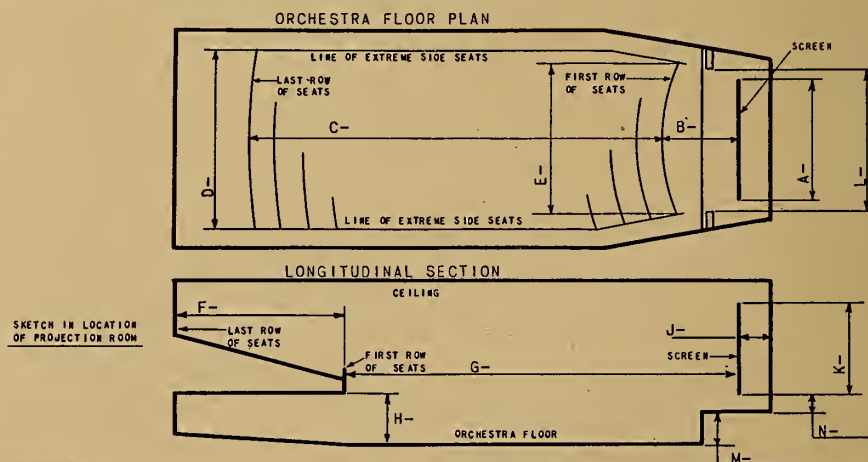 ORCHESTRA FLOOR PLAN
SCREEN
LINE OF EXTREME SIDE SEATS
LAST ROW
OF SEATS
FIRST ROW
OF SEATS
C-
B-
D-
E-
A-
L-
LINE OF EXTREME SIDE SEATS
LONGITUDINAL SECTION
CEILING
F-
SKETCH IN LOCATION
OF PROJECTION ROOM
LAST ROW
OF SEATS
FIRST ROW
OF SEATS
G-
J-
SCREEN
K-
H-
ORCHESTRA FLOOR
N-
M-